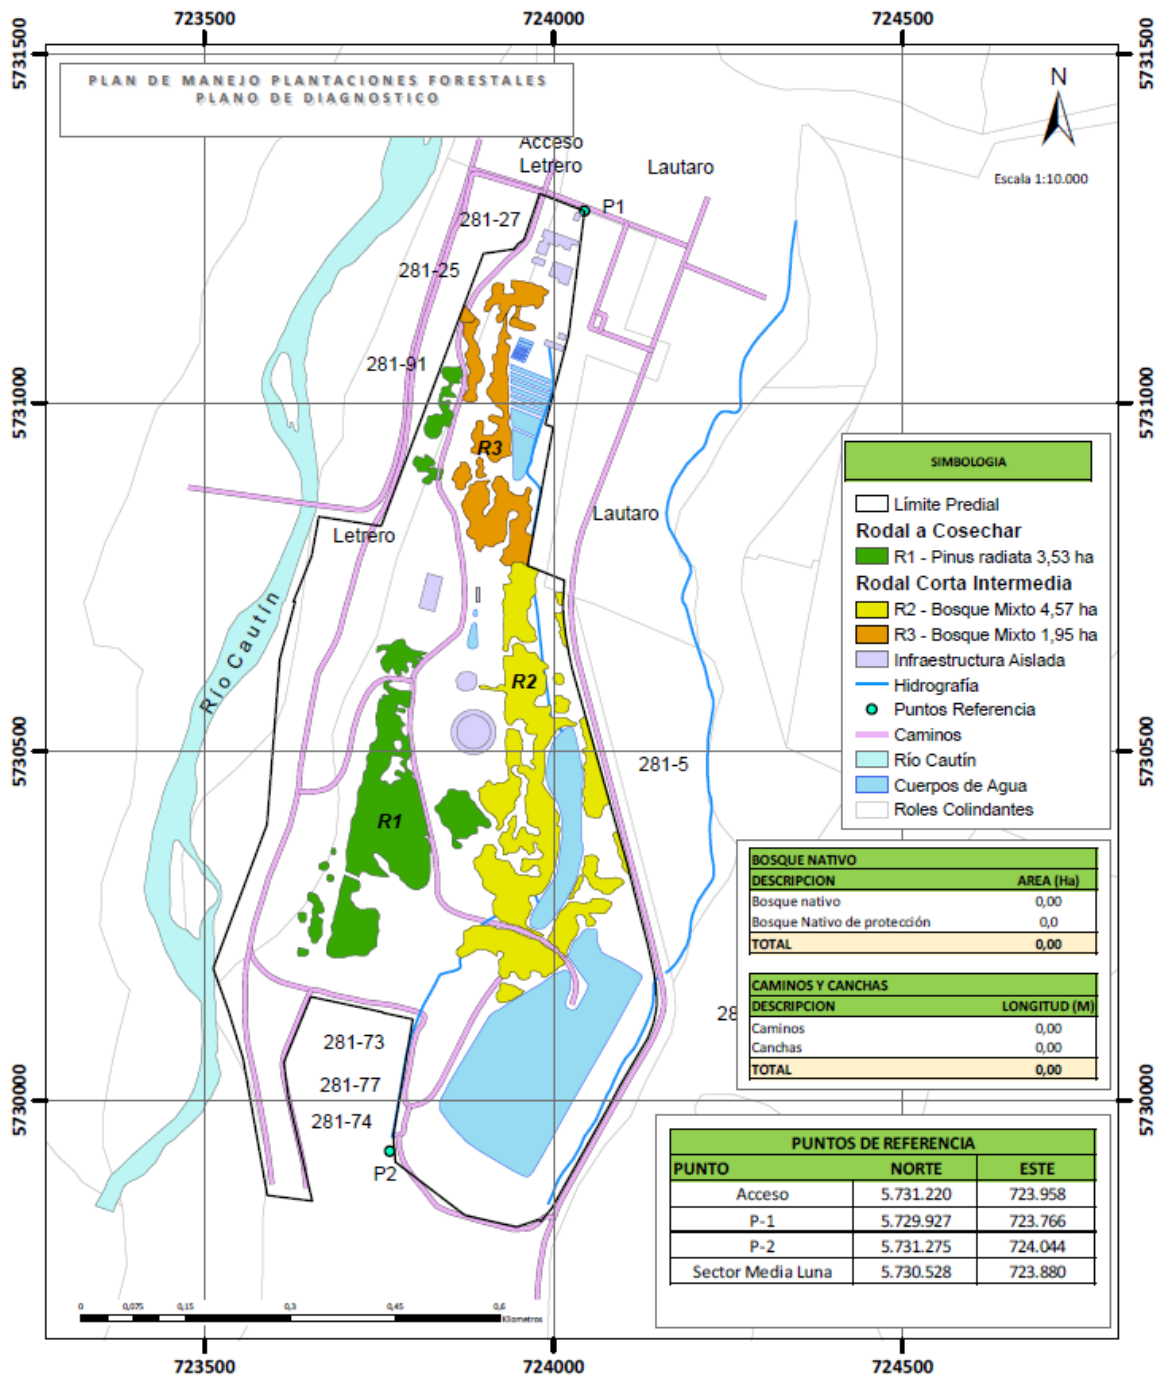 723500
724000
724500
5731500
5731500
PLAN DE MANEJO PLANTACIONES FORESTALES
PLANO DE DIAGNOSTICO
N
Escala 1:10.000
Acceso
Letrero
Lautaro
P1
281-27
281-25
281-91
5731000
5731000
R3
Letrero
Lautaro
Río Cautín
R2
R1
5730500
5730500
281-5
SIMBOLOGIA
Límite Predial
Rodal a Cosechar
R1 - Pinus radiata 3,53 ha
Rodal Corta Intermedia
R2 - Bosque Mixto 4,57 ha
R3 - Bosque Mixto 1,95 ha
Infraestructura Aislada
Hidrografía
Puntos Referencia
Caminos
Río Cautín
Cuerpos de Agua
Roles Colindantes
BOSQUE NATIVO
DESCRIPCION AREA (Ha)
Bosque nativo 0,00
Bosque Nativo de protección 0,0
TOTAL 0,00
CAMINOS Y CANCHAS
DESCRIPCION LONGITUD (M)
Caminos 0,00
Canchas 0,00
TOTAL 0,00
28
281-73
281-77
281-74
P2
5730000
5730000
PUNTOS DE REFERENCIA
PUNTO NORTE ESTE
Acceso 5.731.220 723.958
P-1 5.729.927 723.766
P-2 5.731.275 724.044
Sector Media Luna 5.730.528 723.880
0 0,075 0,15 0,3 0,45 0,6
Kilometros
723500
724000
724500